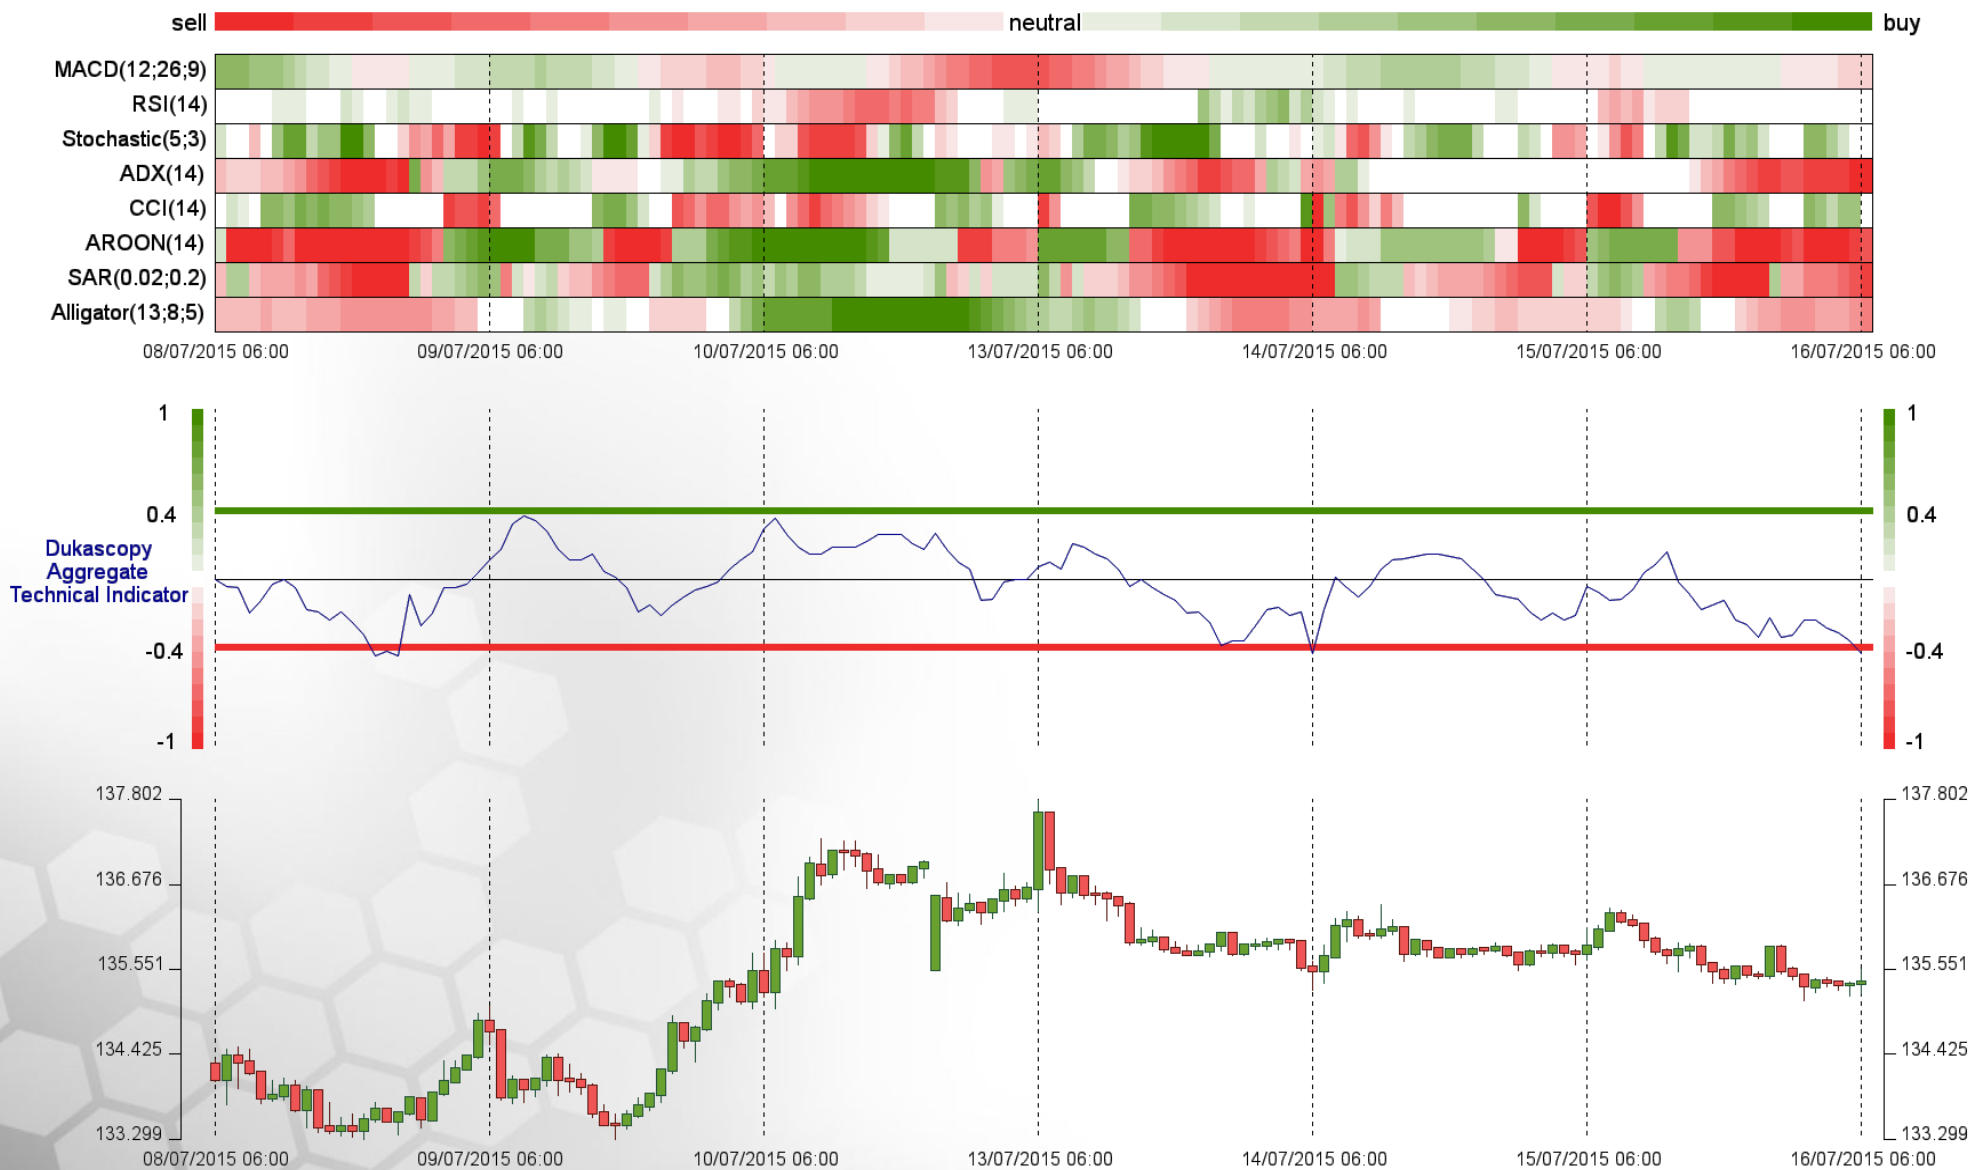 sell neutral buy
MACD(12;26;9)
RSI(14)
Stochastic(5;3)
ADX(14)
CCI(14)
AROON(14)
SAR(0.02;0.2)
Alligator(13;8;5)
08/07/2015 06:00 09/07/2015 06:00 10/07/2015 06:00 13/07/2015 06:00 14/07/2015 06:00 15/07/2015 06:00 16/07/2015 06:00
1 1
0.4 0.4
Dukascopy
Aggregate
Technical Indicator
-0.4 -0.4
-1 -1
137.802 137.802
136.676 136.676
135.551 135.551
134.425 134.425
133.299 133.299
08/07/2015 06:00 09/07/2015 06:00 10/07/2015 06:00 13/07/2015 06:00 14/07/2015 06:00 15/07/2015 06:00 16/07/2015 06:00